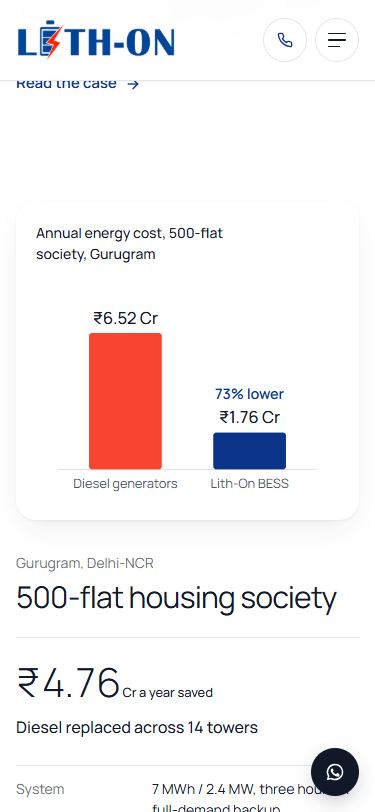 LITH-ON
Read the case →
Annual energy cost, 500-flat
society, Gurugram
₹6.52 Cr
73% lower
₹1.76 Cr
Diesel generators
Lith-On BESS
Gurugram, Delhi-NCR
500-flat housing society
₹4.76 Cr a year saved
Diesel replaced across 14 towers
System
7 MWh / 2.4 MW, three
full-demand backup